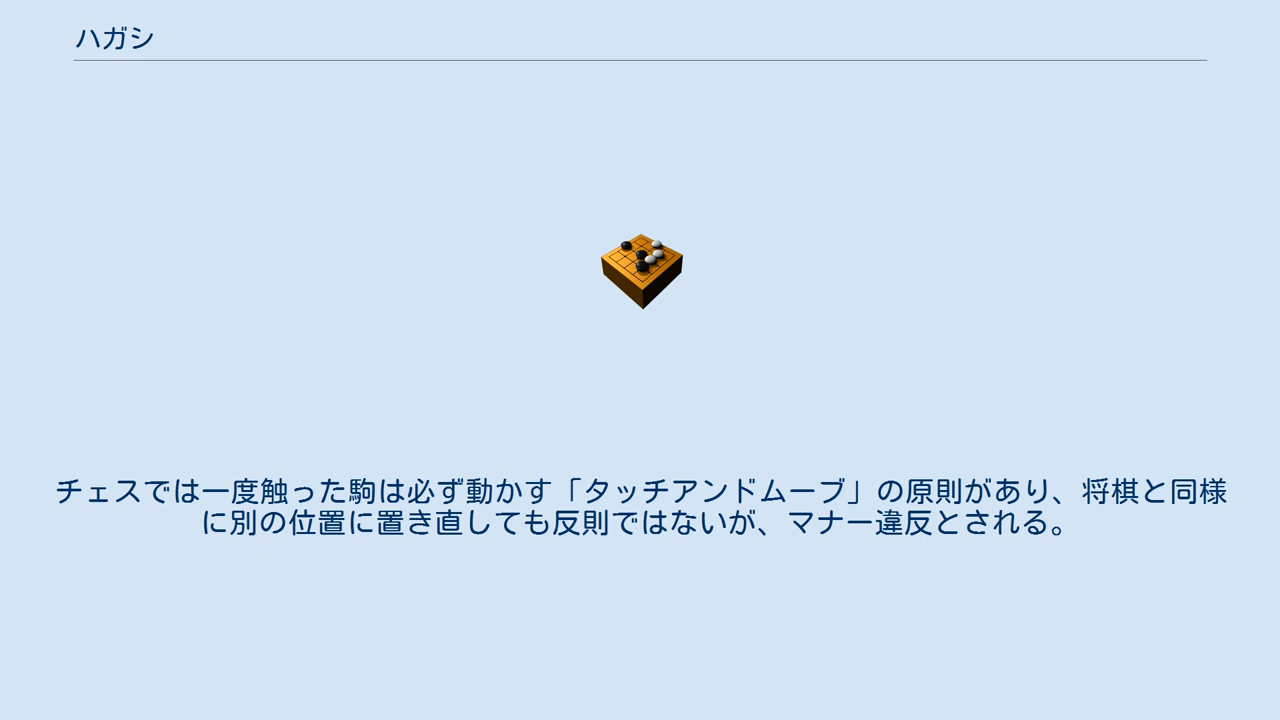 ハガシ
チェスでは一度触った駒は必ず動かす「タッチアンドムーブ」の原則があり、将棋と同様
に別の位置に置き直しても反則ではないが、マナー違反とされる。